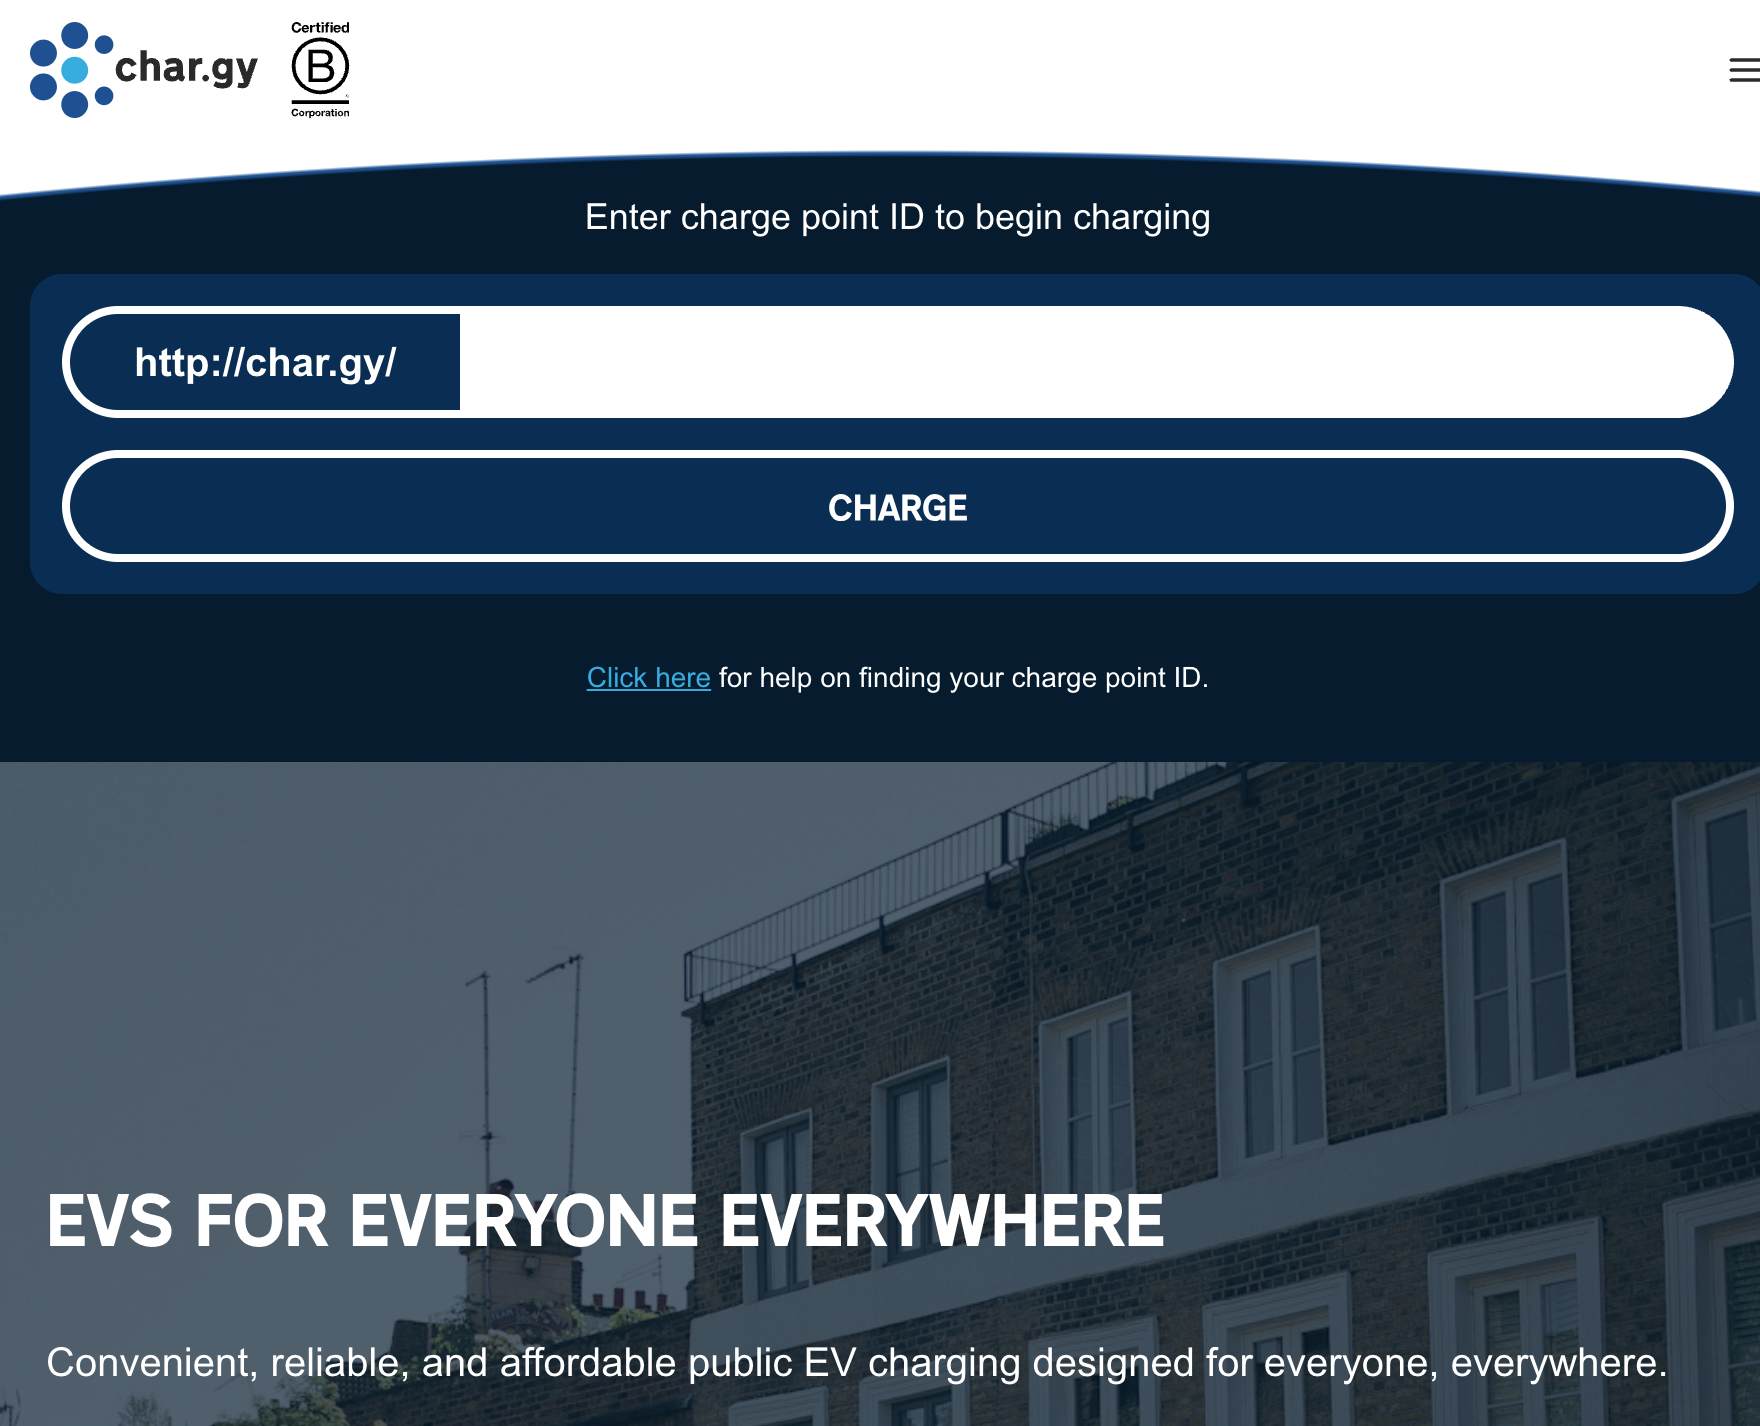 char.gy
Certified
B
Corporation
Enter charge point ID to begin charging
http://char.gy/
CHARGE
Click here for help on finding your charge point ID.
EVS FOR EVERYONE EVERYWHERE
Convenient, reliable, and affordable public EV charging designed for everyone, everywhere.